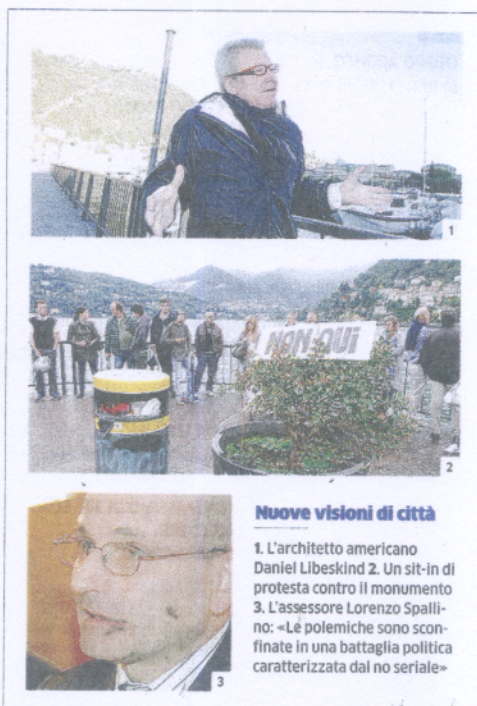 1
NON QUI
2
3
Nuove visioni di città
1. L'architetto americano
Daniel Libeskind 2. Un sit-in di
protesta contro il monumento
3. L'assessore Lorenzo Spalli-
no: «Le polemiche sono scon-
finate in una battaglia politica
caratterizzata dal no seriale»